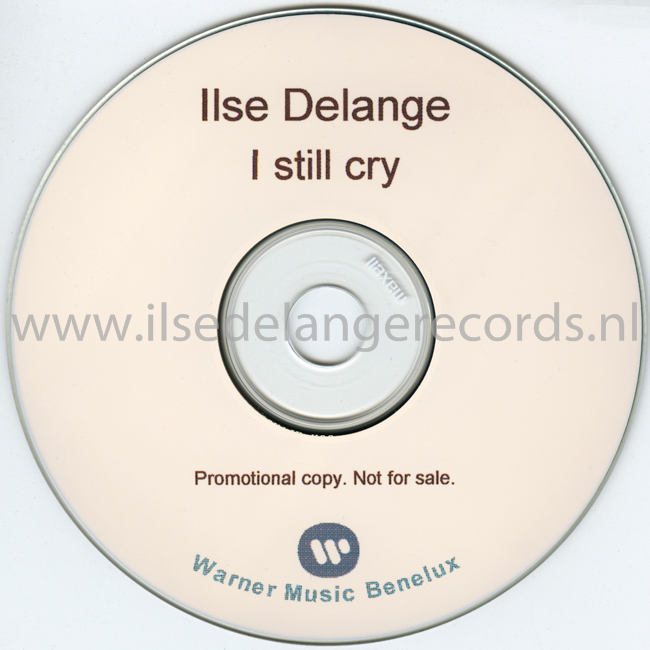 Ilse Delange
I still cry
maxell
www.ilsedelangerecords.nl
Promotional copy. Not for sale.
Warner Music Benelux